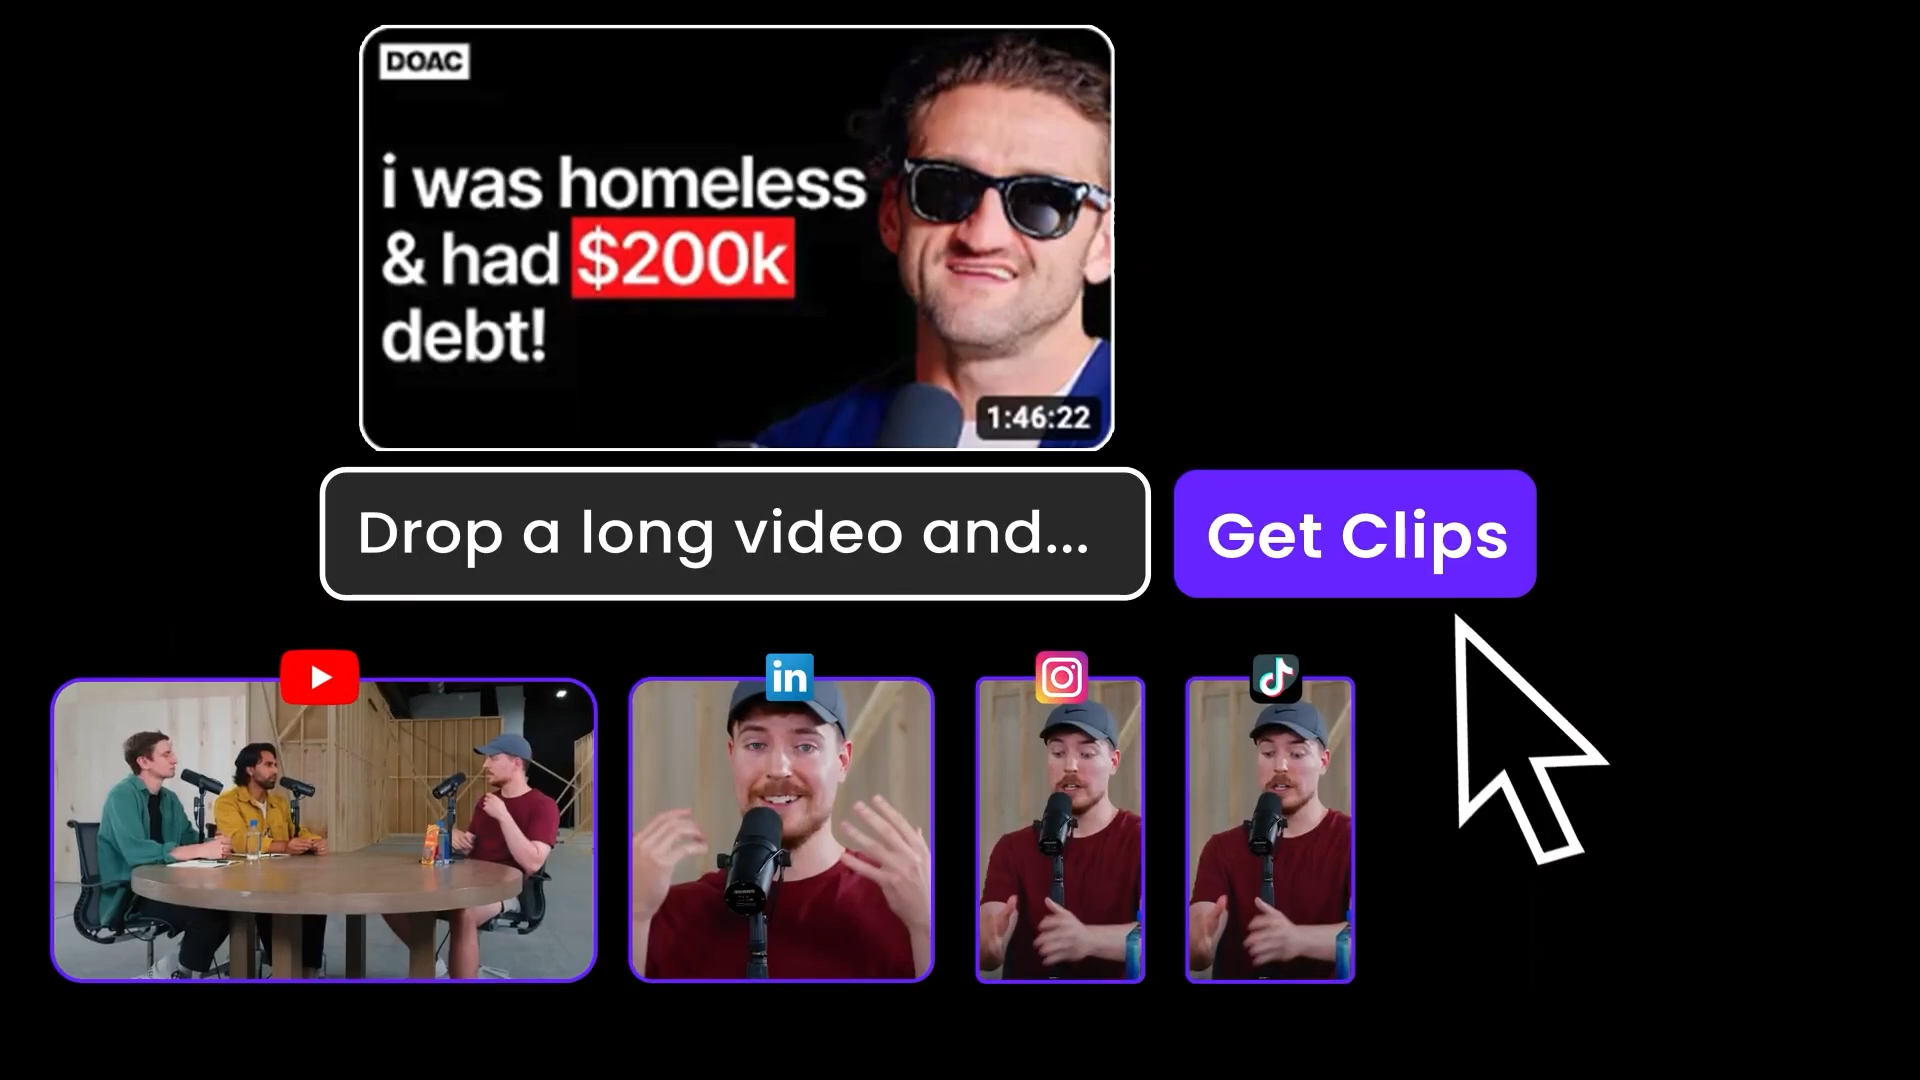 DOAC
i was homeless
& had $200k
debt!
1:46:22
Drop a long video and...
Get Clips
in